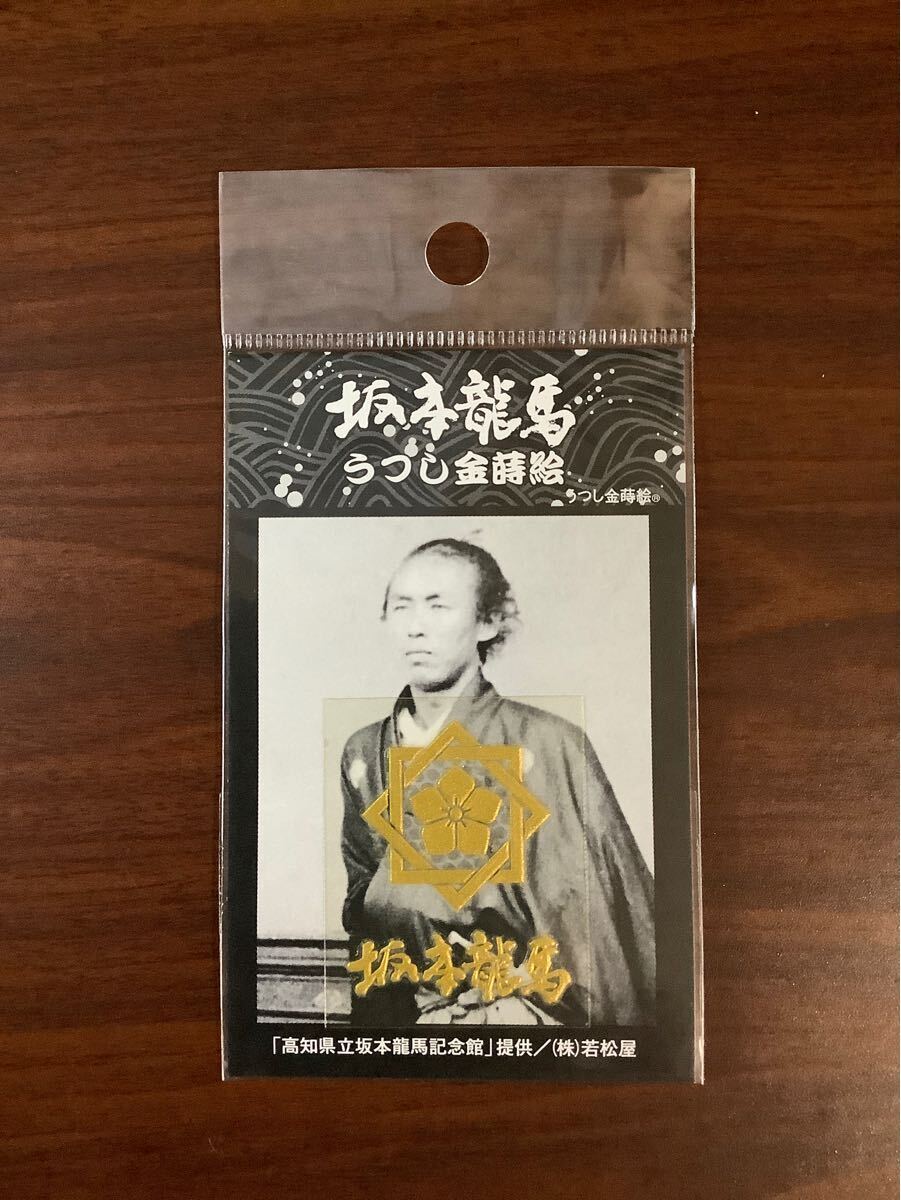 坂本龍馬
うつし金蒔絵
うつし金蒔絵®
坂本龍馬
「高知県立坂本龍馬記念館」提供/(株)若松屋